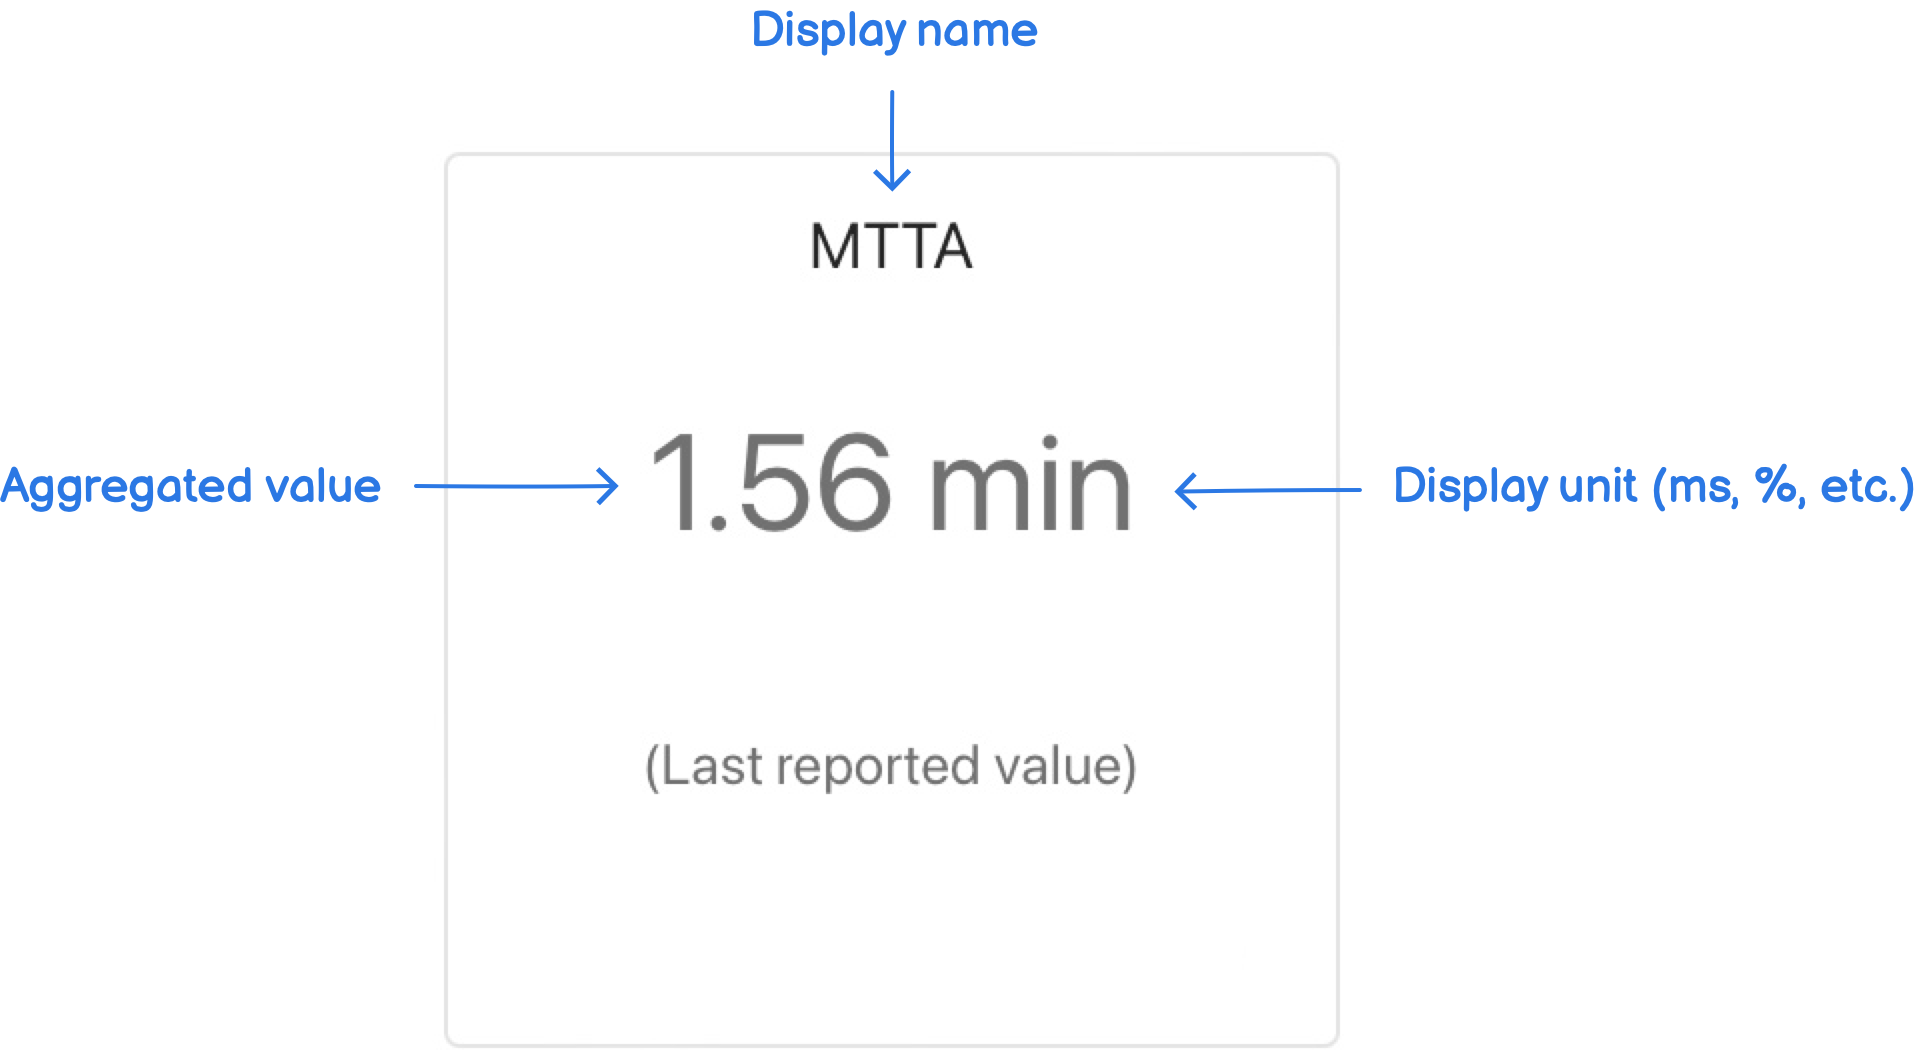 Display name
MTTA
Aggregated value
1.56 min
Display unit (ms, %, etc.)
(Last reported value)